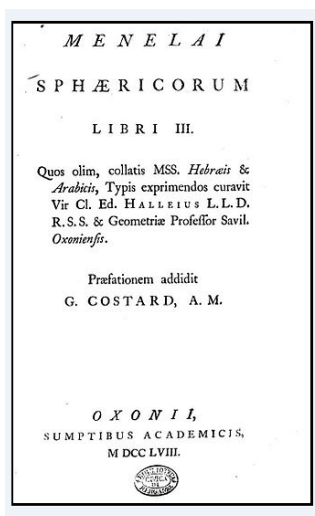 MENELAI
SPHÆRICORUM
LIBRI III.
Quos olim, collatis MSS. Hebræis &
Arabicis, Typis exprimendos curavit
Vir Cl. Ed. HALLEIUS L.L.D.
R.S.S. & Geometriæ Professor Savil.
Oxoniensis.
Præfationem addidit
G. COSTARD, A. M.
OXONII,
SUMPTIBUS ACADEMICIS,
M DCC LVIII.